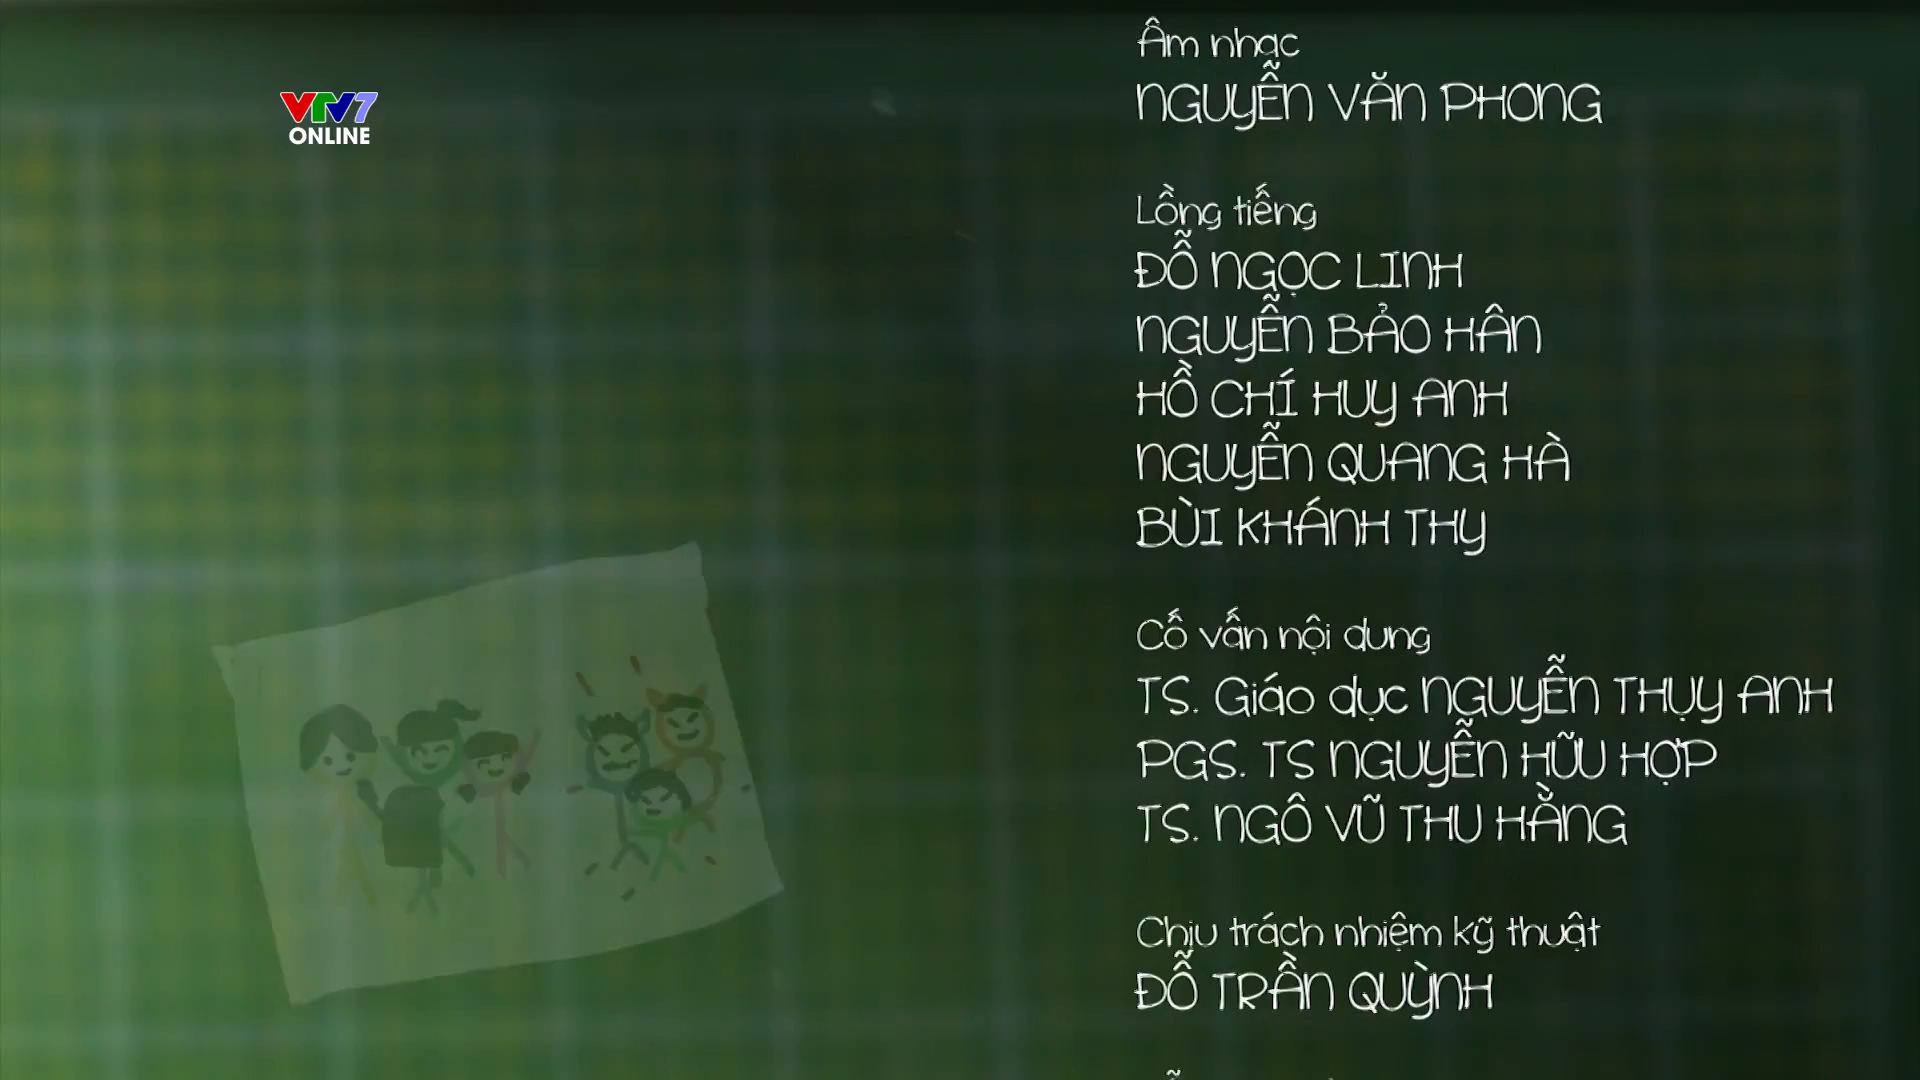 VTV7
ONLINE
Âm nhạc
NGUYỄN VĂN PHONG
Lồng tiếng
ĐỖ NGỌC LINH
NGUYỄN BẢO HÂN
HỒ CHÍ HUY ANH
NGUYỄN QUANG HÀ
BÙI KHÁNH THY
Cố vấn nội dung
TS. Giáo dục NGUYỄN THỤY ANH
PGS. TS NGUYỄN HỮU HỢP
TS. NGÔ VŨ THU HẰNG
Chịu trách nhiệm kỹ thuật
ĐỖ TRẦN QUỲNH